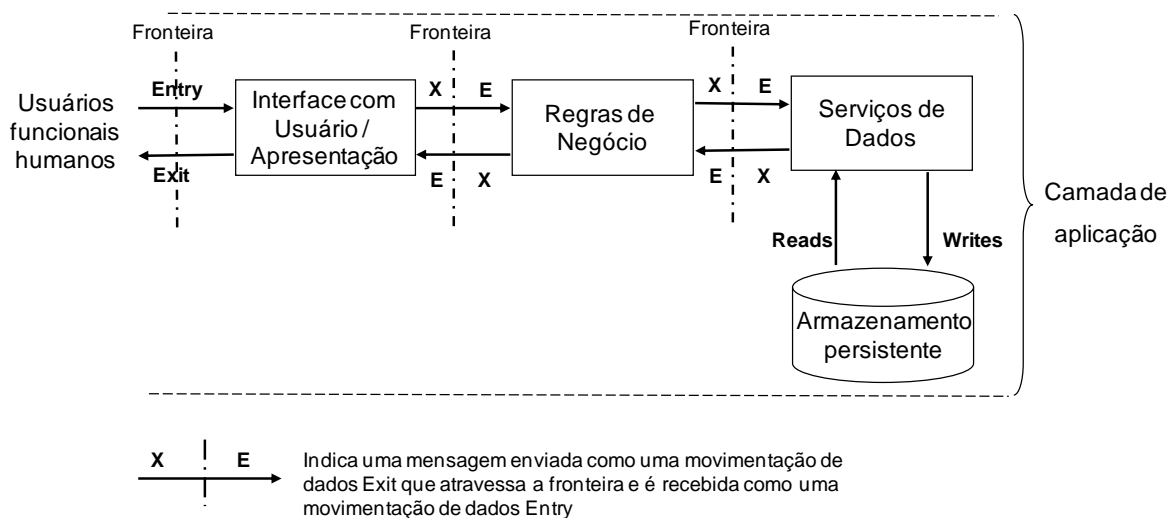 Fronteira
Fronteira
Fronteira
Entry
X
E
X
E
Usuários
funcionais
humanos
Interface com
Usuário /
Apresentação
Regras de
Negócio
Serviços de
Dados
Exit
E
X
E
X
Camada de
aplicação
Reads
Writes
Armazenamento
persistente
X
E
Indica uma mensagem enviada como uma movimentação de
dados Exit que atravessa a fronteira e é recebida como uma
movimentação de dados Entry